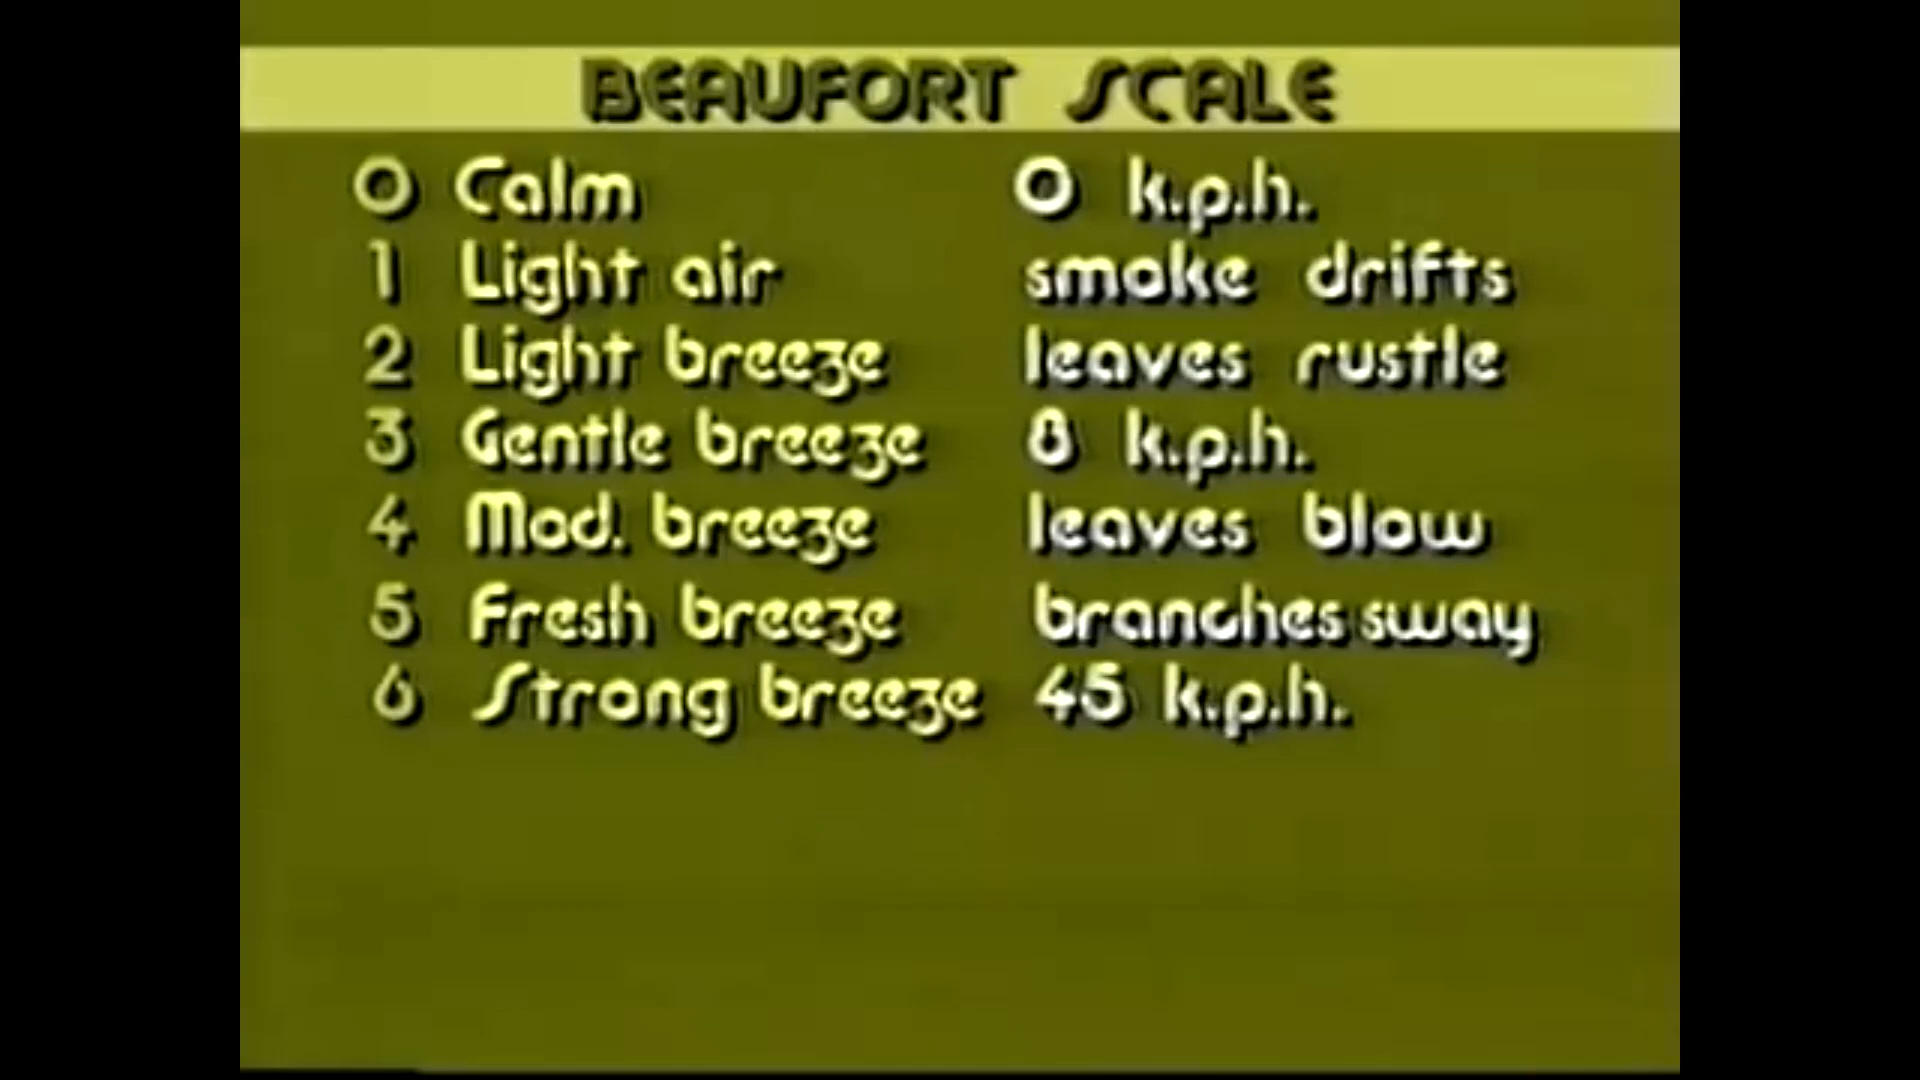 BEAUFORT SCALE
0 Calm 0 k.p.h.
1 Light air smoke drifts
2 Light breeze leaves rustle
3 Gentle breeze 8 k.p.h.
4 Mod. breeze leaves blow
5 Fresh breeze branches sway
6 Strong breeze 45 k.p.h.